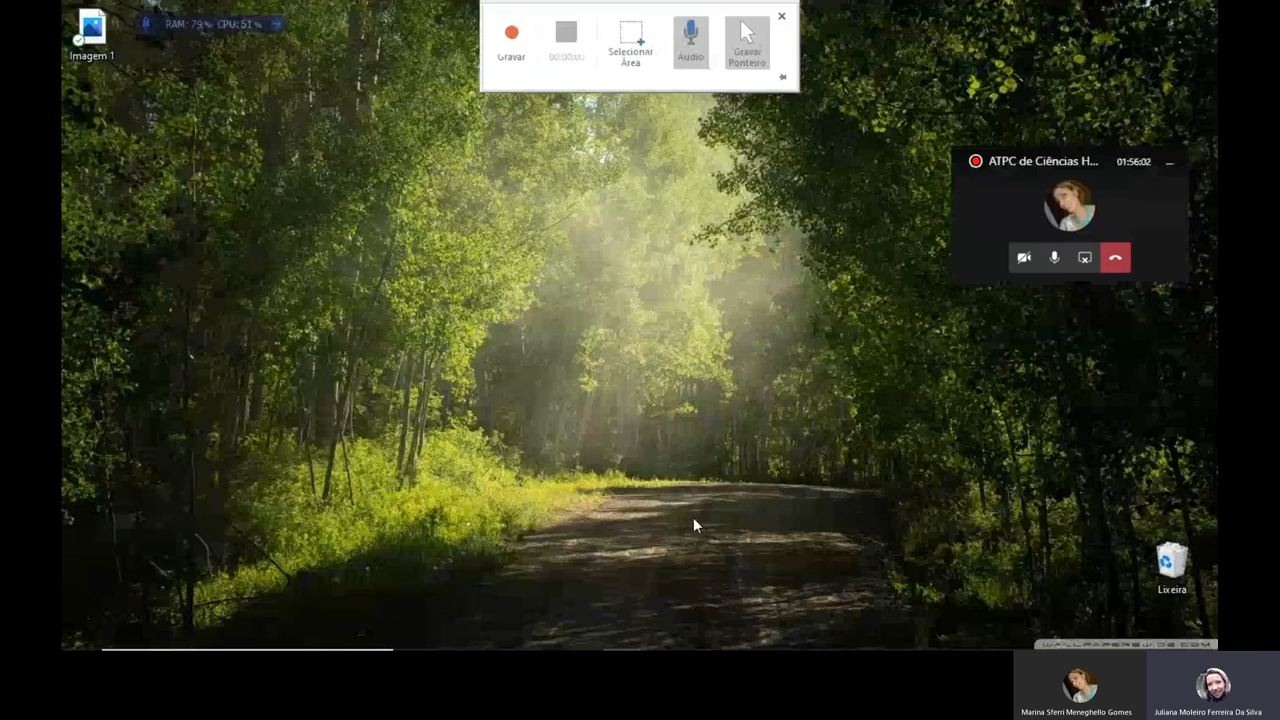 Imagem 1
RAM: 79% CPU: 51%
Gravar
00:00:00
Selecionar
Área
Áudio
Gravar
Ponteiro
ATPC de Ciências H...
01:56:02
Lixeira
Marina Sferri Meneghello Gomes
Juliana Moleiro Ferreira Da Silva